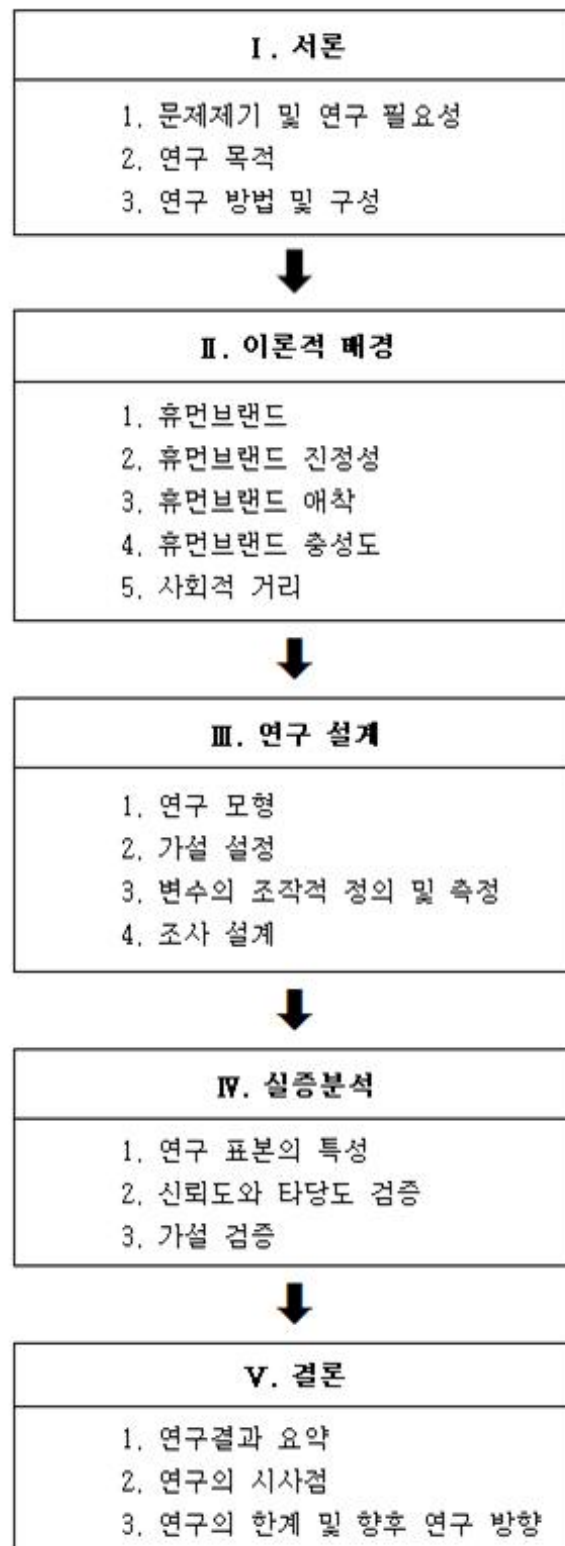 Ⅰ. 서론
1. 문제제기 및 연구 필요성
2. 연구 목적
3. 연구 방법 및 구성
Ⅱ. 이론적 배경
1. 휴먼브랜드
2. 휴먼브랜드 진정성
3. 휴먼브랜드 애착
4. 휴먼브랜드 충성도
5. 사회적 거리
Ⅲ. 연구 설계
1. 연구 모형
2. 가설 설정
3. 변수의 조작적 정의 및 측정
4. 조사 설계
Ⅳ. 실증분석
1. 연구 표본의 특성
2. 신뢰도와 타당도 검증
3. 가설 검증
Ⅴ. 결론
1. 연구결과 요약
2. 연구의 시사점
3. 연구의 한계 및 향후 연구 방향